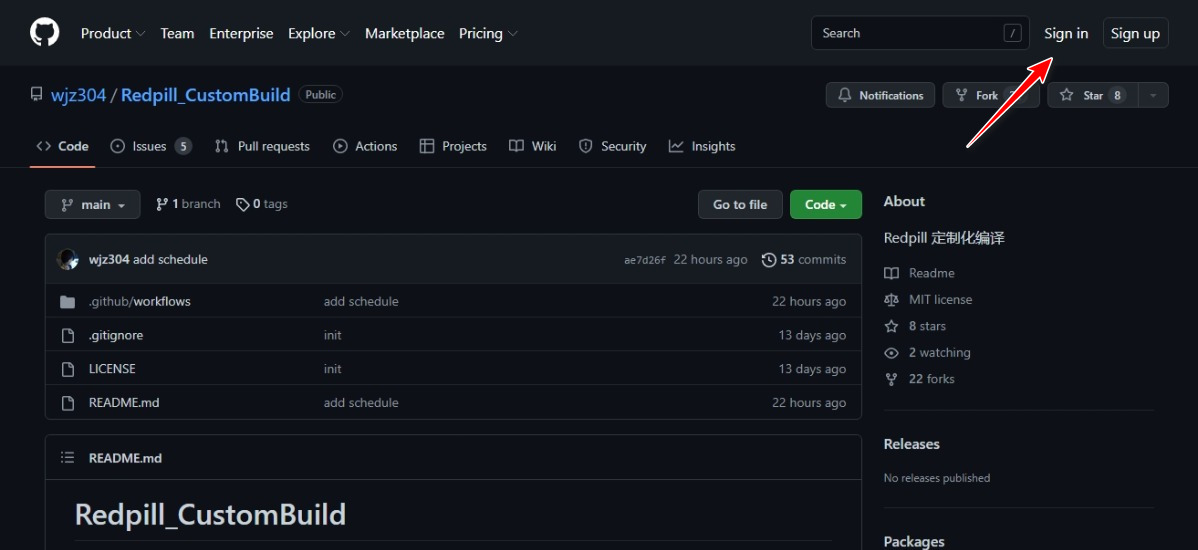 Product Team Enterprise Explore Marketplace Pricing Search / Sign in Sign up
wjz304 / Redpill_CustomBuild Public Notifications Fork Star 8
Code Issues 5 Pull requests Actions Projects Wiki Security Insights
main 1 branch 0 tags Go to file Code
About
Redpill 定制化编译
wjz304 add schedule ae7d26f 22 hours ago 53 commits
Readme
.github/workflows add schedule 22 hours ago
MIT license
8 stars
.gitignore init 13 days ago
2 watching
LICENSE init 13 days ago
22 forks
README.md add schedule 22 hours ago
Releases
README.md
No releases published
Redpill_CustomBuild
Packages